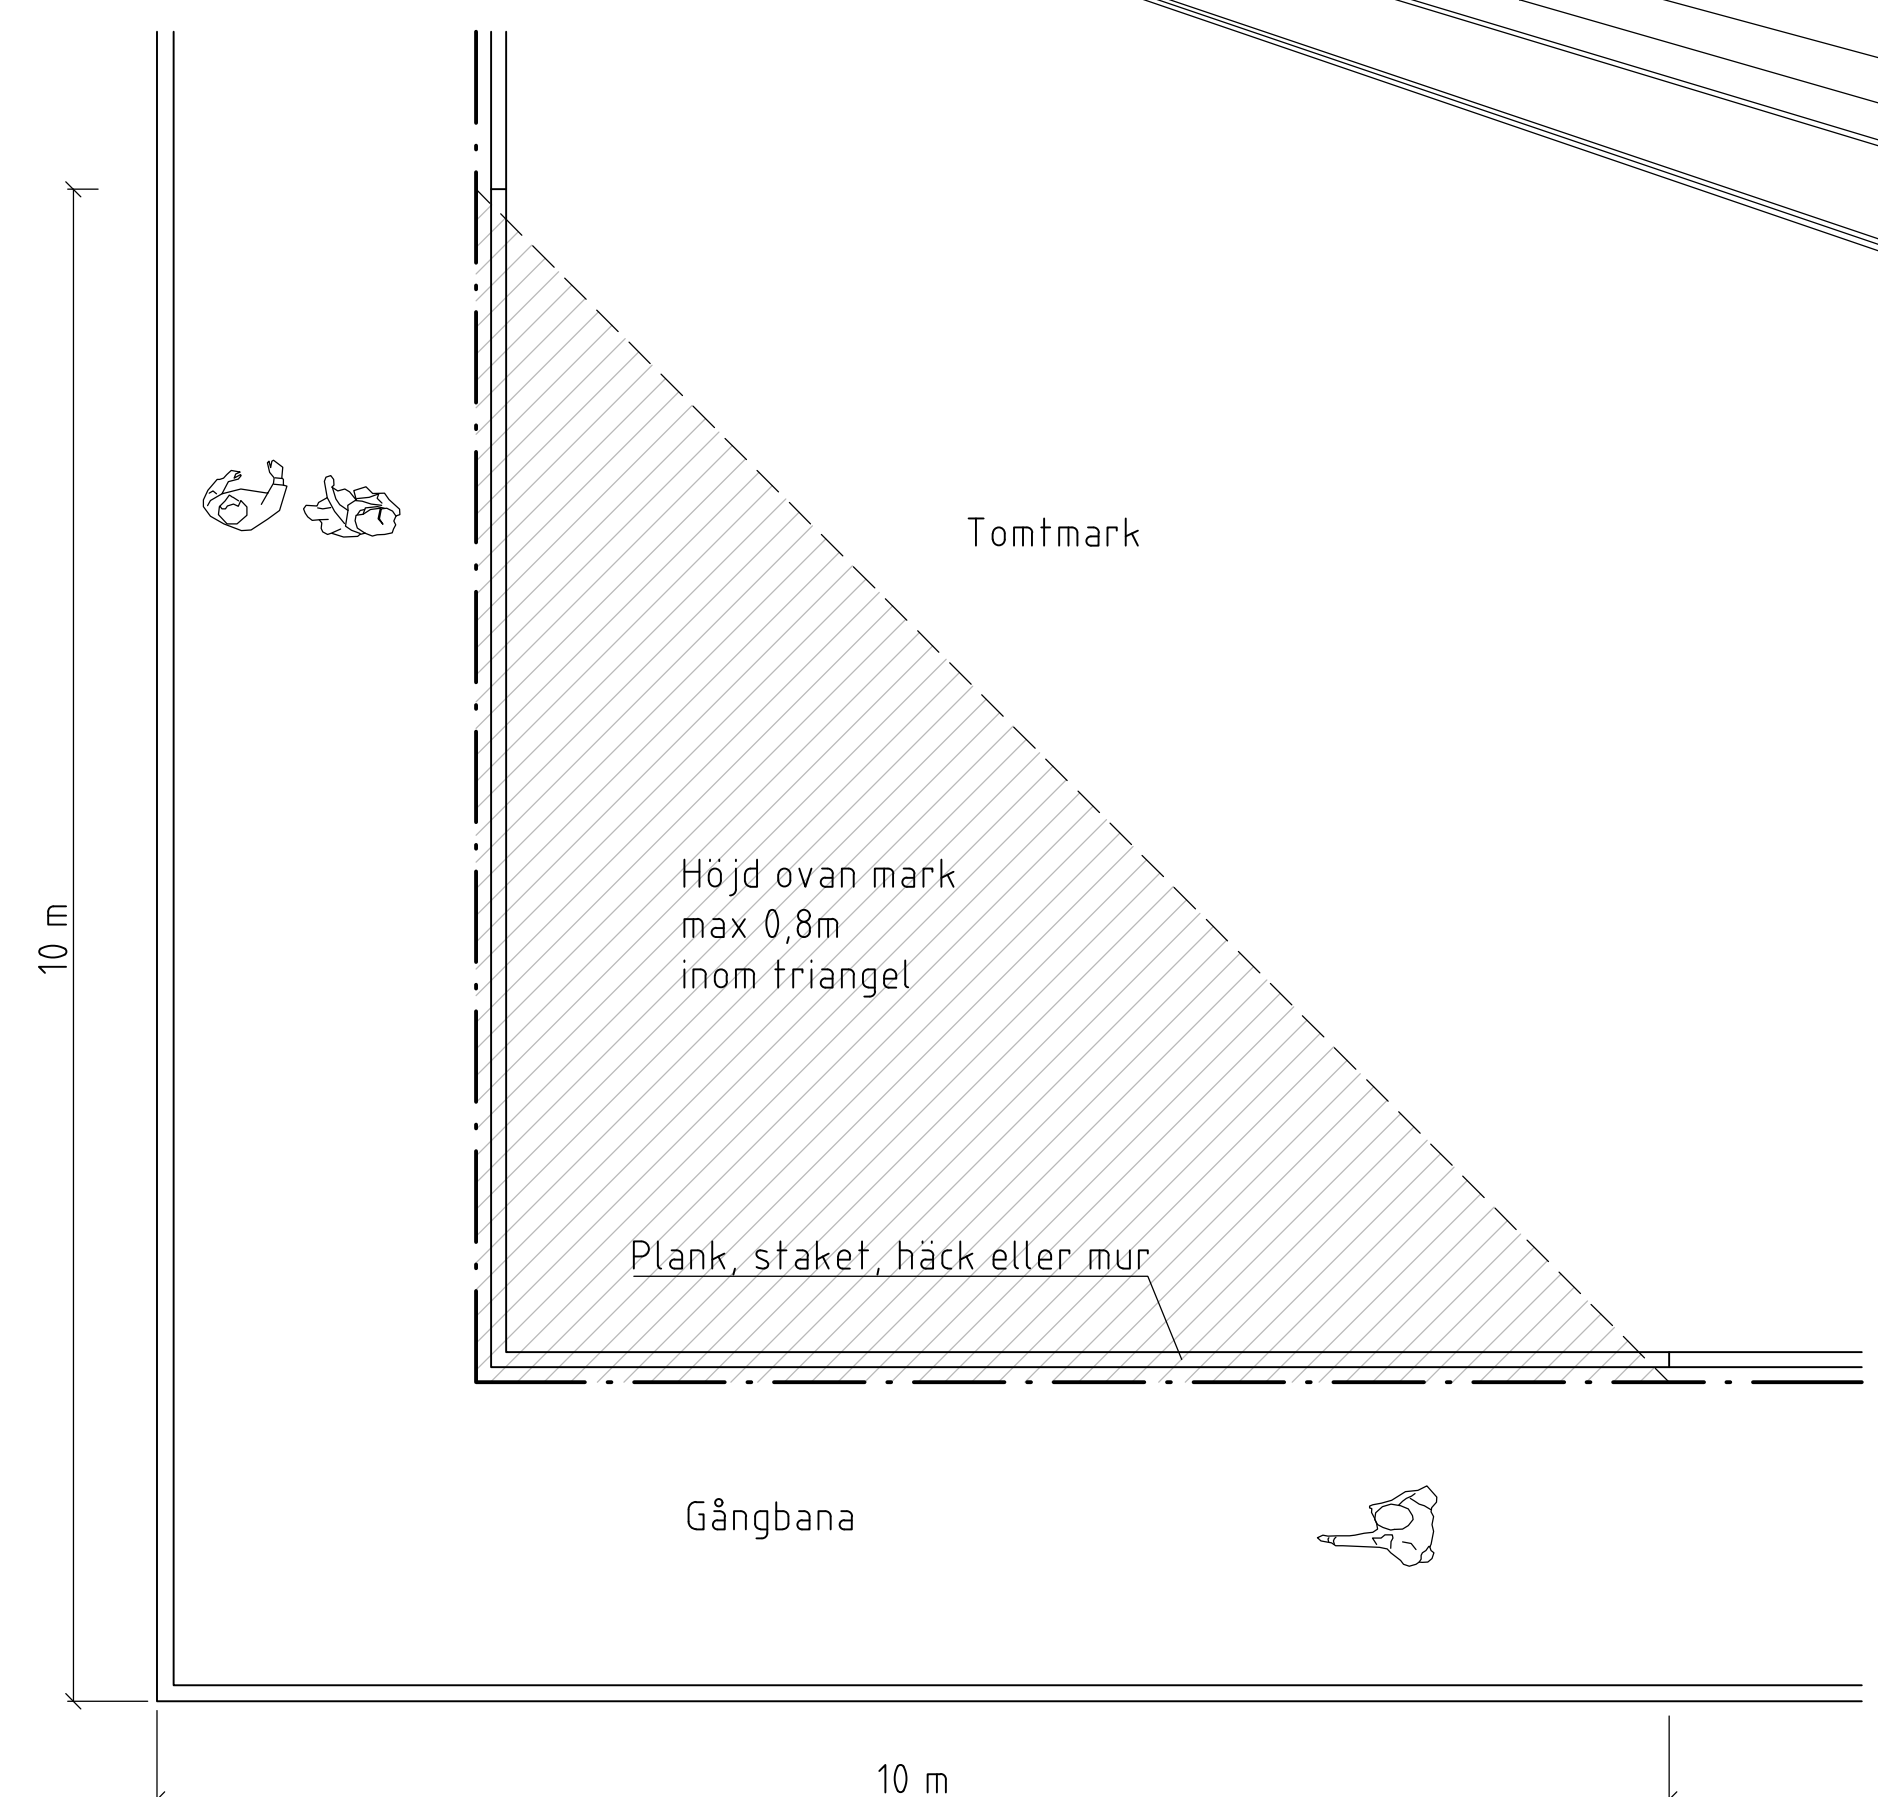 Tomtmark
10 m
Höjd ovan mark
max 0,8m
inom triangel
Plank, staket, häck eller mur
Gångbana
10 m